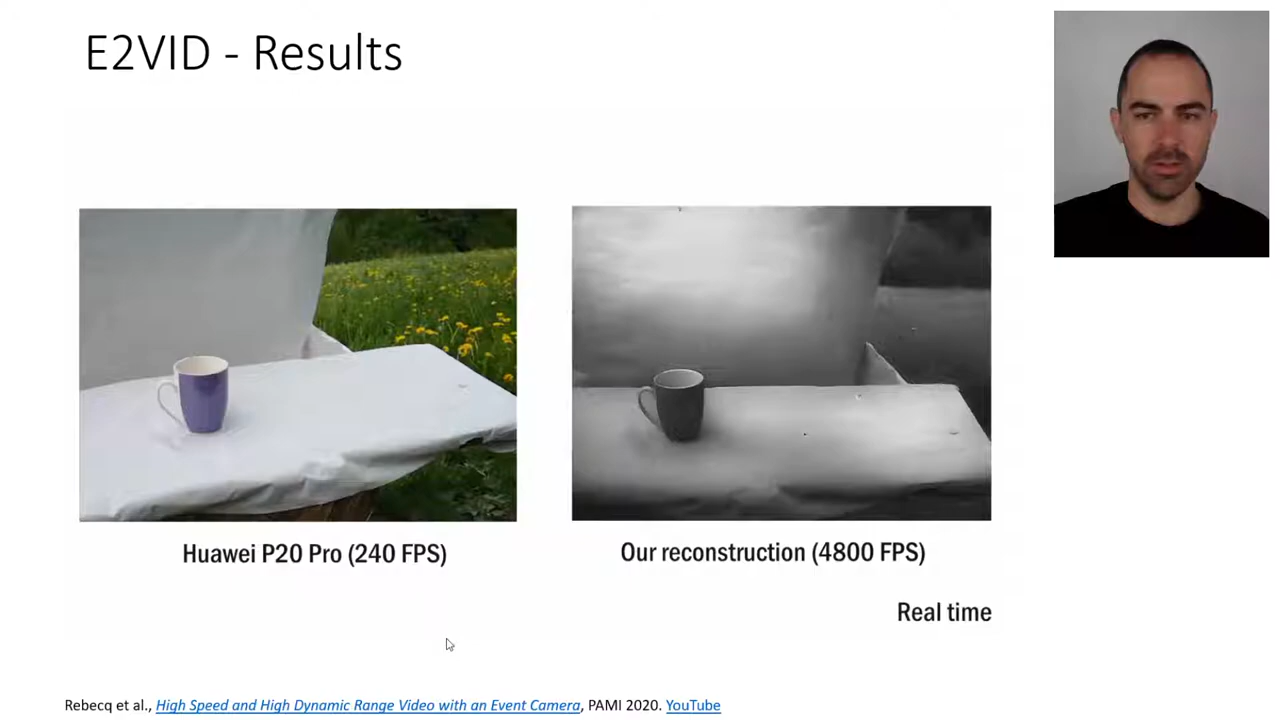 E2VID - Results
Huawei P20 Pro (240 FPS)
Our reconstruction (4800 FPS)
Real time
Rebecq et al., High Speed and High Dynamic Range Video with an Event Camera, PAMI 2020. YouTube